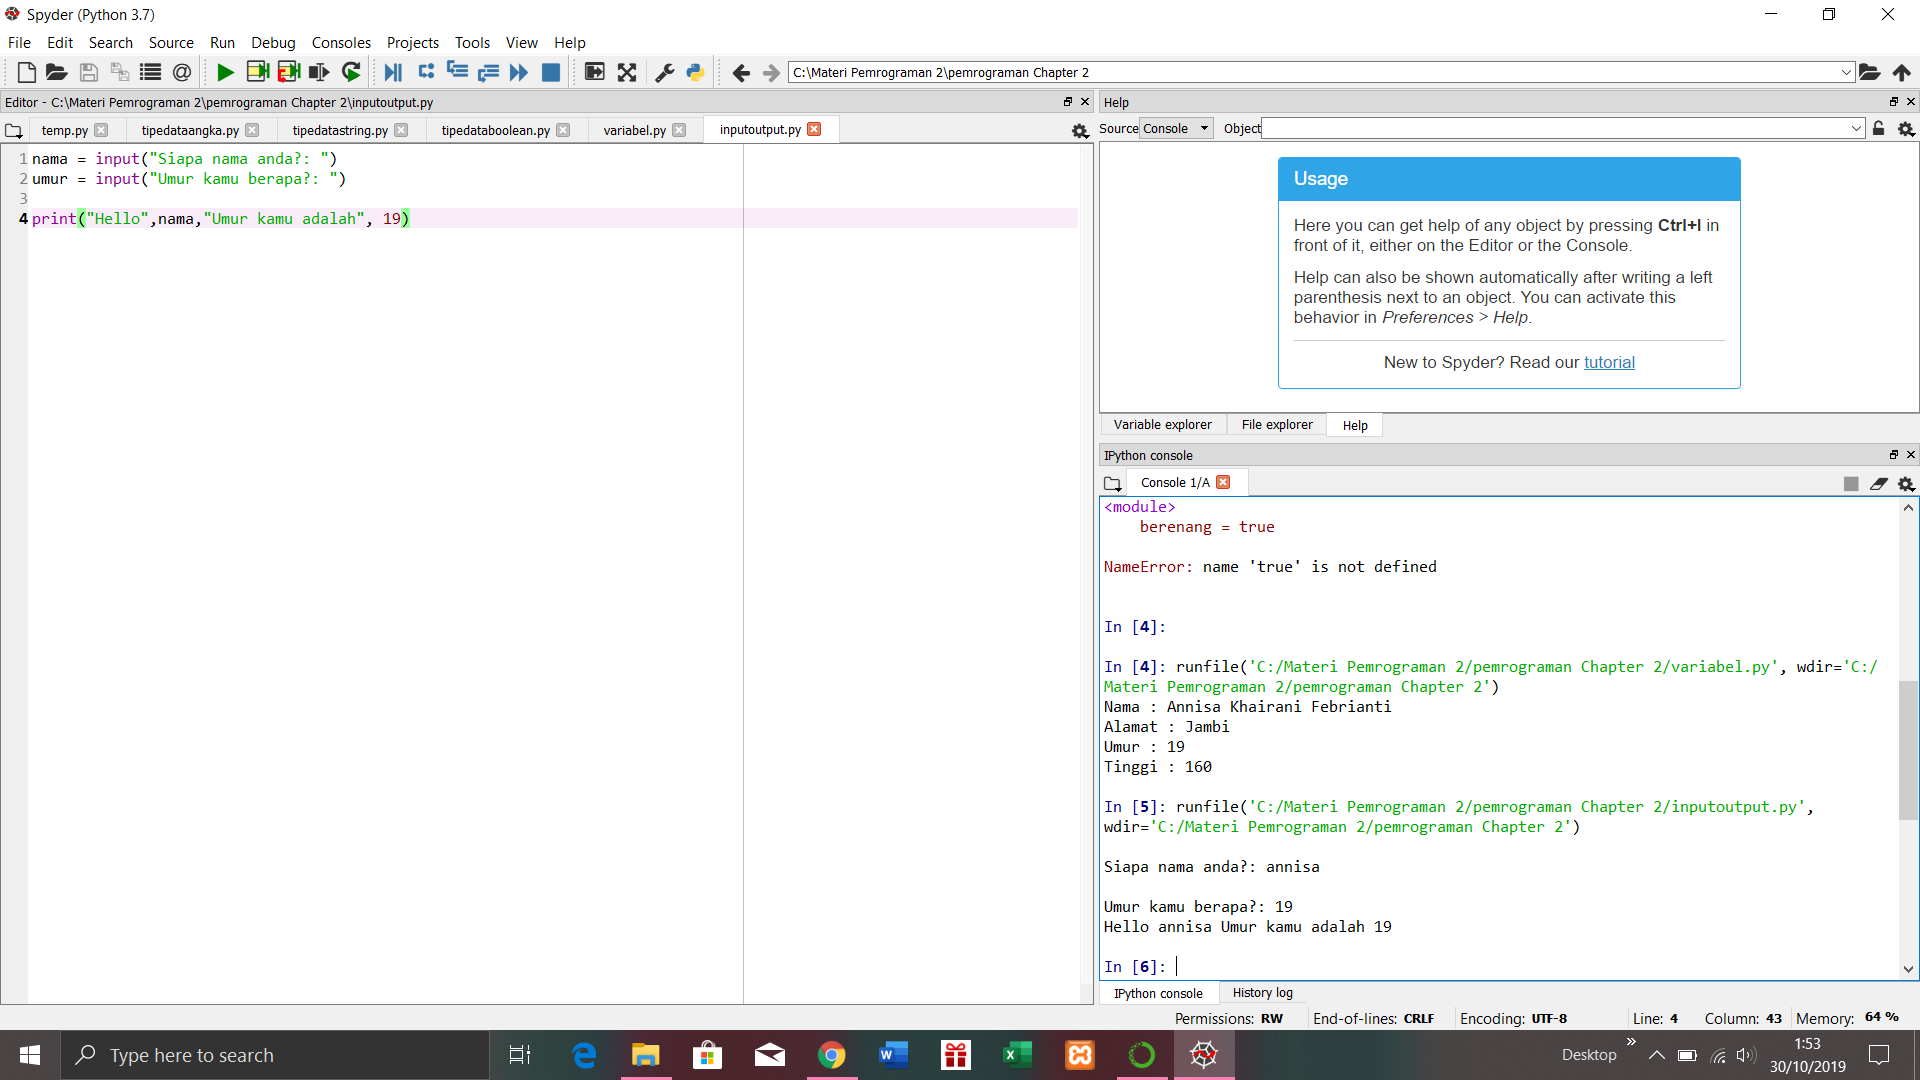 Spyder (Python 3.7)
File Edit Search Source Run Debug Consoles Projects Tools View Help
C:\Materi Pemrograman 2\pemrograman Chapter 2
Editor - C:\Materi Pemrograman 2\pemrograman Chapter 2\inputoutput.py
temp.py tipedataangka.py tipedatastring.py tipedataboolean.py variabel.py inputoutput.py
1 nama = input("Siapa nama anda?: ")
2 umur = input("Umur kamu berapa?: ")
3
4 print("Hello",nama,"Umur kamu adalah", 19)
Help
Source Console Object
Usage
Here you can get help of any object by pressing Ctrl+I in
front of it, either on the Editor or the Console.
Help can also be shown automatically after writing a left
parenthesis next to an object. You can activate this
behavior in Preferences > Help.
New to Spyder? Read our tutorial
Variable explorer File explorer Help
IPython console
Console 1/A
<module>
berenang = true
NameError: name 'true' is not defined
In [4]:
In [4]: runfile('C:/Materi Pemrograman 2/pemrograman Chapter 2/variabel.py', wdir='C:/
Materi Pemrograman 2/pemrograman Chapter 2')
Nama : Annisa Khairani Febrianti
Alamat : Jambi
Umur : 19
Tinggi : 160
In [5]: runfile('C:/Materi Pemrograman 2/pemrograman Chapter 2/inputoutput.py',
wdir='C:/Materi Pemrograman 2/pemrograman Chapter 2')
Siapa nama anda?: annisa
Umur kamu berapa?: 19
Hello annisa Umur kamu adalah 19
In [6]:
IPython console History log
Permissions: RW End-of-lines: CRLF Encoding: UTF-8 Line: 4 Column: 43 Memory: 64 %
Type here to search
Desktop
1:53
30/10/2019